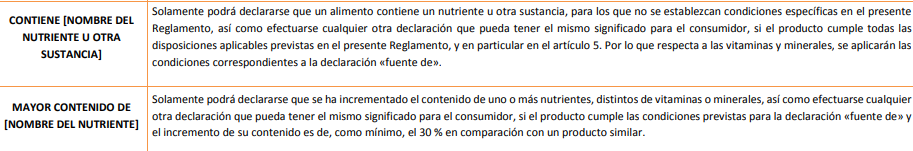 CONTIENE [NOMBRE DEL
NUTRIENTE U OTRA
SUSTANCIA]
Solamente podrá declararse que un alimento contiene un nutriente u otra sustancia, para los que no se establezcan condiciones específicas en el presente
Reglamento, así como efectuarse cualquier otra declaración que pueda tener el mismo significado para el consumidor, si el producto cumple todas las
disposiciones aplicables previstas en el presente Reglamento, y en particular en el artículo 5. Por lo que respecta a las vitaminas y minerales, se aplicarán las
condiciones correspondientes a la declaración «fuente de».
MAYOR CONTENIDO DE
[NOMBRE DEL NUTRIENTE]
Solamente podrá declararse que se ha incrementado el contenido de uno o más nutrientes, distintos de vitaminas o minerales, así como efectuarse cualquier
otra declaración que pueda tener el mismo significado para el consumidor, si el producto cumple las condiciones previstas para la declaración «fuente de» y
el incremento de su contenido es de, como mínimo, el 30 % en comparación con un producto similar.